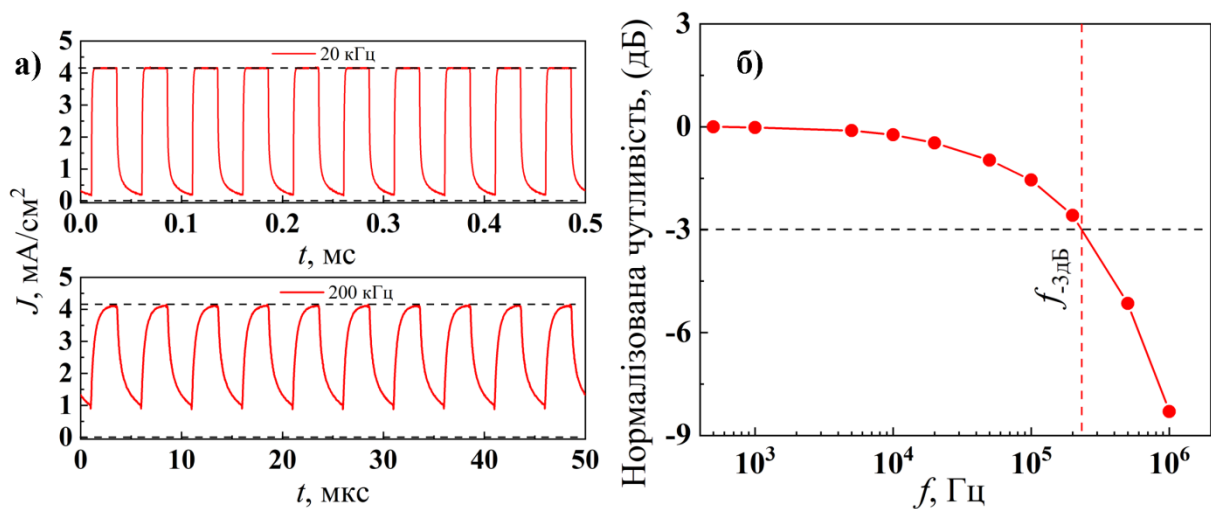 а)
20 кГц
5
4
3
2
1
0
0.0 0.1 0.2 0.3 0.4 0.5
t, мс
J, мА/см²
200 кГц
5
4
3
2
1
0
0 10 20 30 40 50
t, мкс
б)
Нормалізована чутливість, (дБ)
3
0
-3
-6
-9
f-3дБ
10³ 10⁴ 10⁵ 10⁶
f, Гц